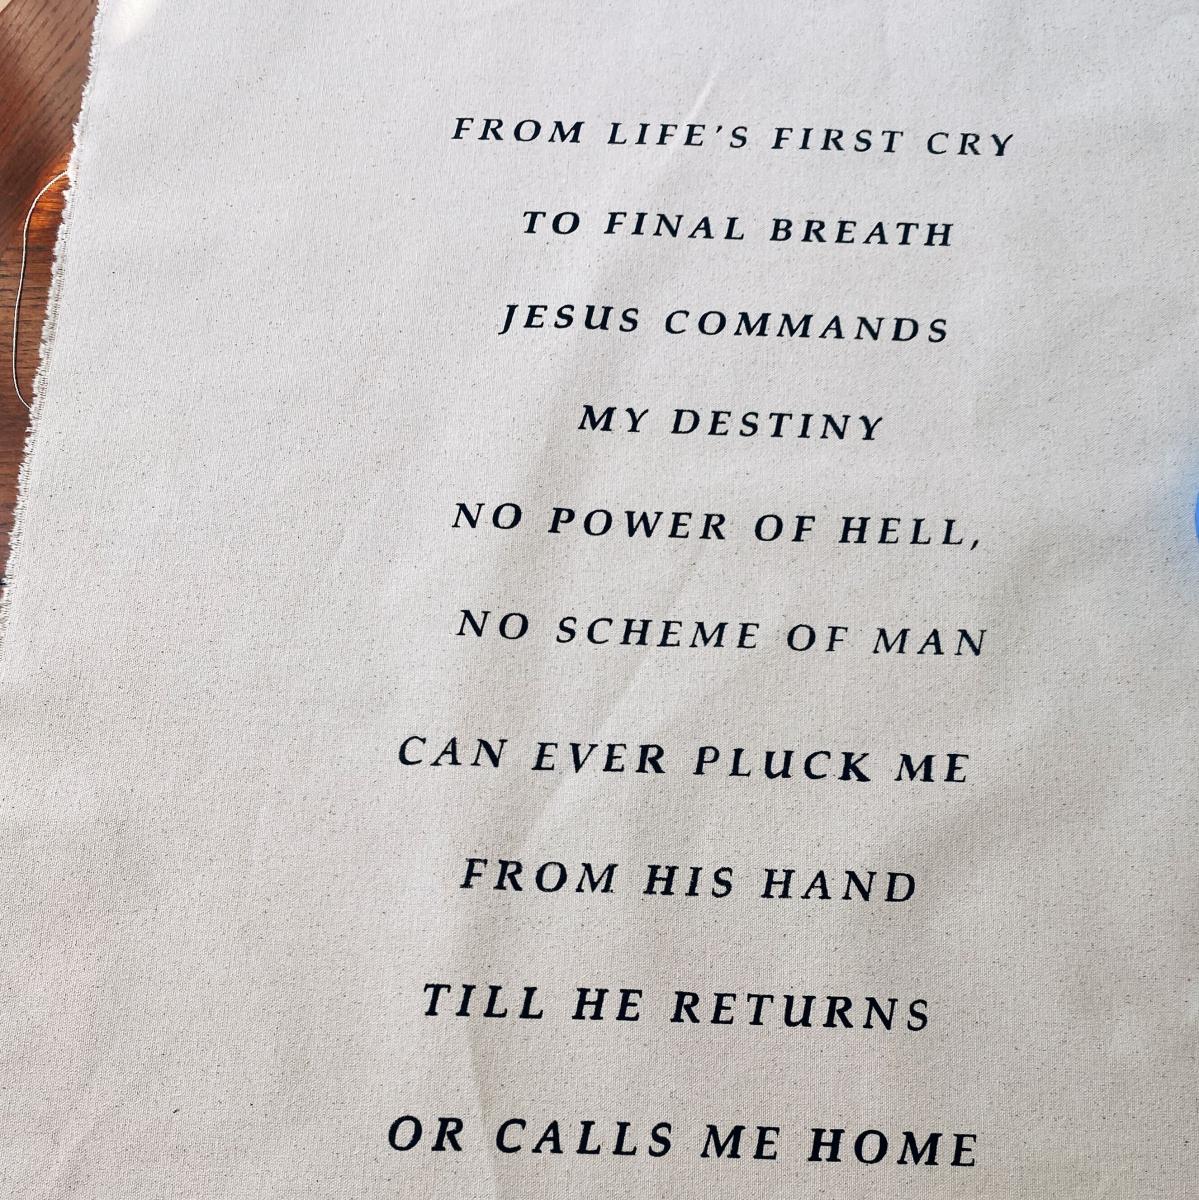 FROM LIFE'S FIRST CRY
TO FINAL BREATH
JESUS COMMANDS
MY DESTINY
NO POWER OF HELL,
NO SCHEME OF MAN
CAN EVER PLUCK ME
FROM HIS HAND
TILL HE RETURNS
OR CALLS ME HOME